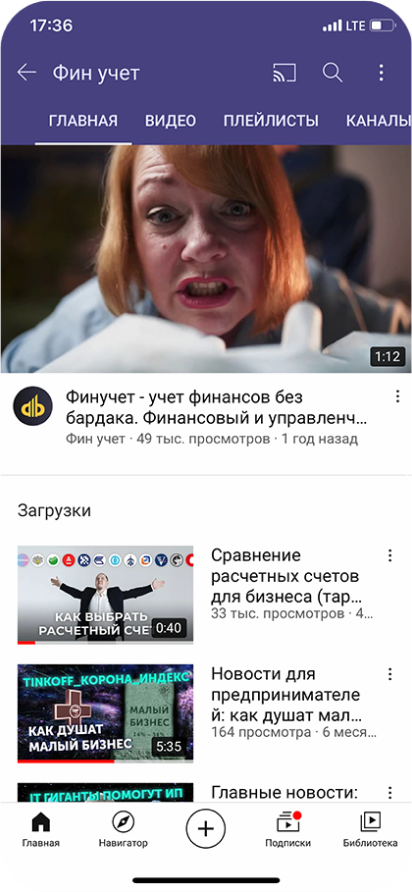 17:36
LTE
Фин учет
ГЛАВНАЯ ВИДЕО ПЛЕЙЛИСТЫ КАНАЛЫ
1:12
Финучет - учет финансов без
бардака. Финансовый и управленч...
Фин учет · 49 тыс. просмотров · 1 год назад
Загрузки
КАК ВЫБРАТЬ
РАСЧЕТНЫЙ СЧЕТ
0:40
Сравнение
расчетных счетов
для бизнеса (тар...
33 тыс. просмотров · 4...
TINKOFF_КОРОНА_ИНДЕКС
МАЛЫЙ
БИЗНЕС
КАК ДУШАТ
МАЛЫЙ БИЗНЕС
5:35
Новости для
предпринимателе
й: как душат мал...
164 просмотра · 6 меся...
IT ГИГАНТЫ ПОМОГУТ ИП
Главные новости:
Главная
Навигатор
Подписки
Библиотека